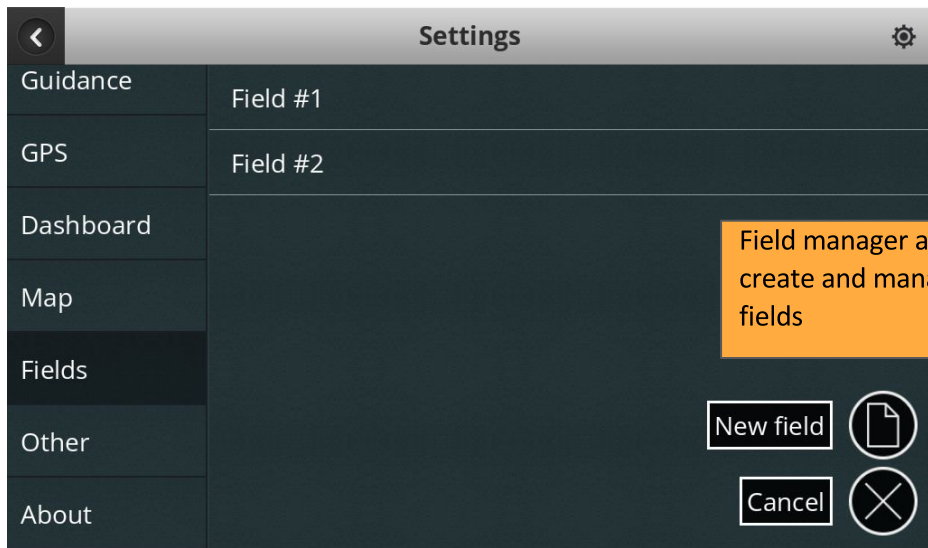 Settings
Guidance
GPS
Dashboard
Map
Fields
Other
About
Field #1
Field #2
Field manager
create and
fields
New field
Cancel